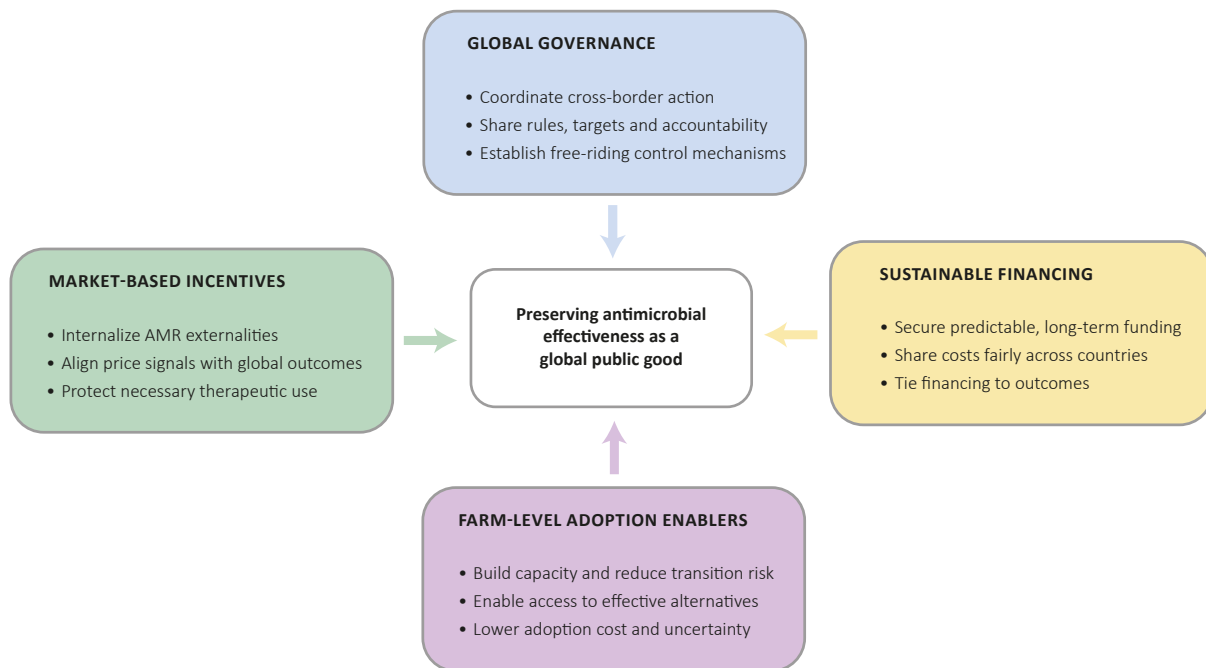 GLOBAL GOVERNANCE
• Coordinate cross-border action
• Share rules, targets and accountability
• Establish free-riding control mechanisms
MARKET-BASED INCENTIVES
• Internalize AMR externalities
• Align price signals with global outcomes
• Protect necessary therapeutic use
Preserving antimicrobial
effectiveness as a
global public good
SUSTAINABLE FINANCING
• Secure predictable, long-term funding
• Share costs fairly across countries
• Tie financing to outcomes
FARM-LEVEL ADOPTION ENABLERS
• Build capacity and reduce transition risk
• Enable access to effective alternatives
• Lower adoption cost and uncertainty